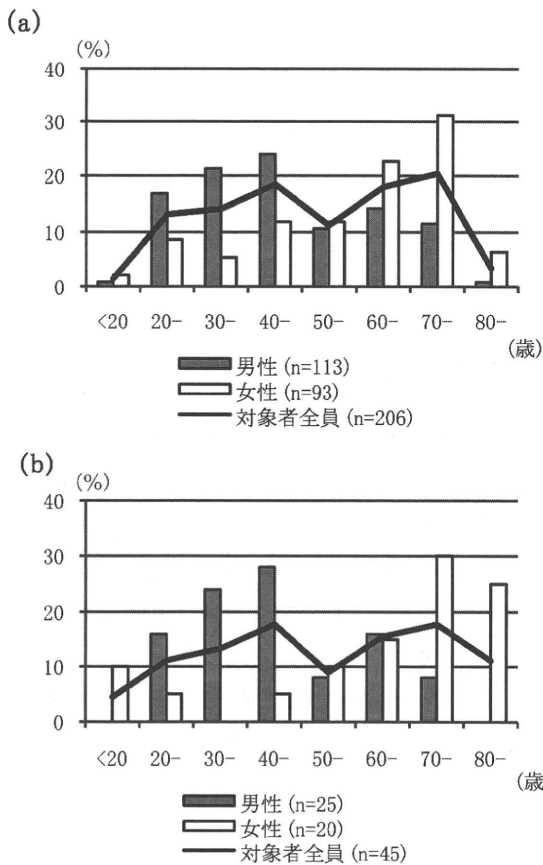 (a)
(%)
40
30
20
10
0
<20 20- 30- 40- 50- 60- 70- 80-
(歳)
男性 (n=113)
女性 (n=93)
対象者全員 (n=206)
(b)
(%)
40
30
20
10
0
<20 20- 30- 40- 50- 60- 70- 80-
(歳
男性 (n=25)
女性 (n=20)
対象者全員 (n=45)